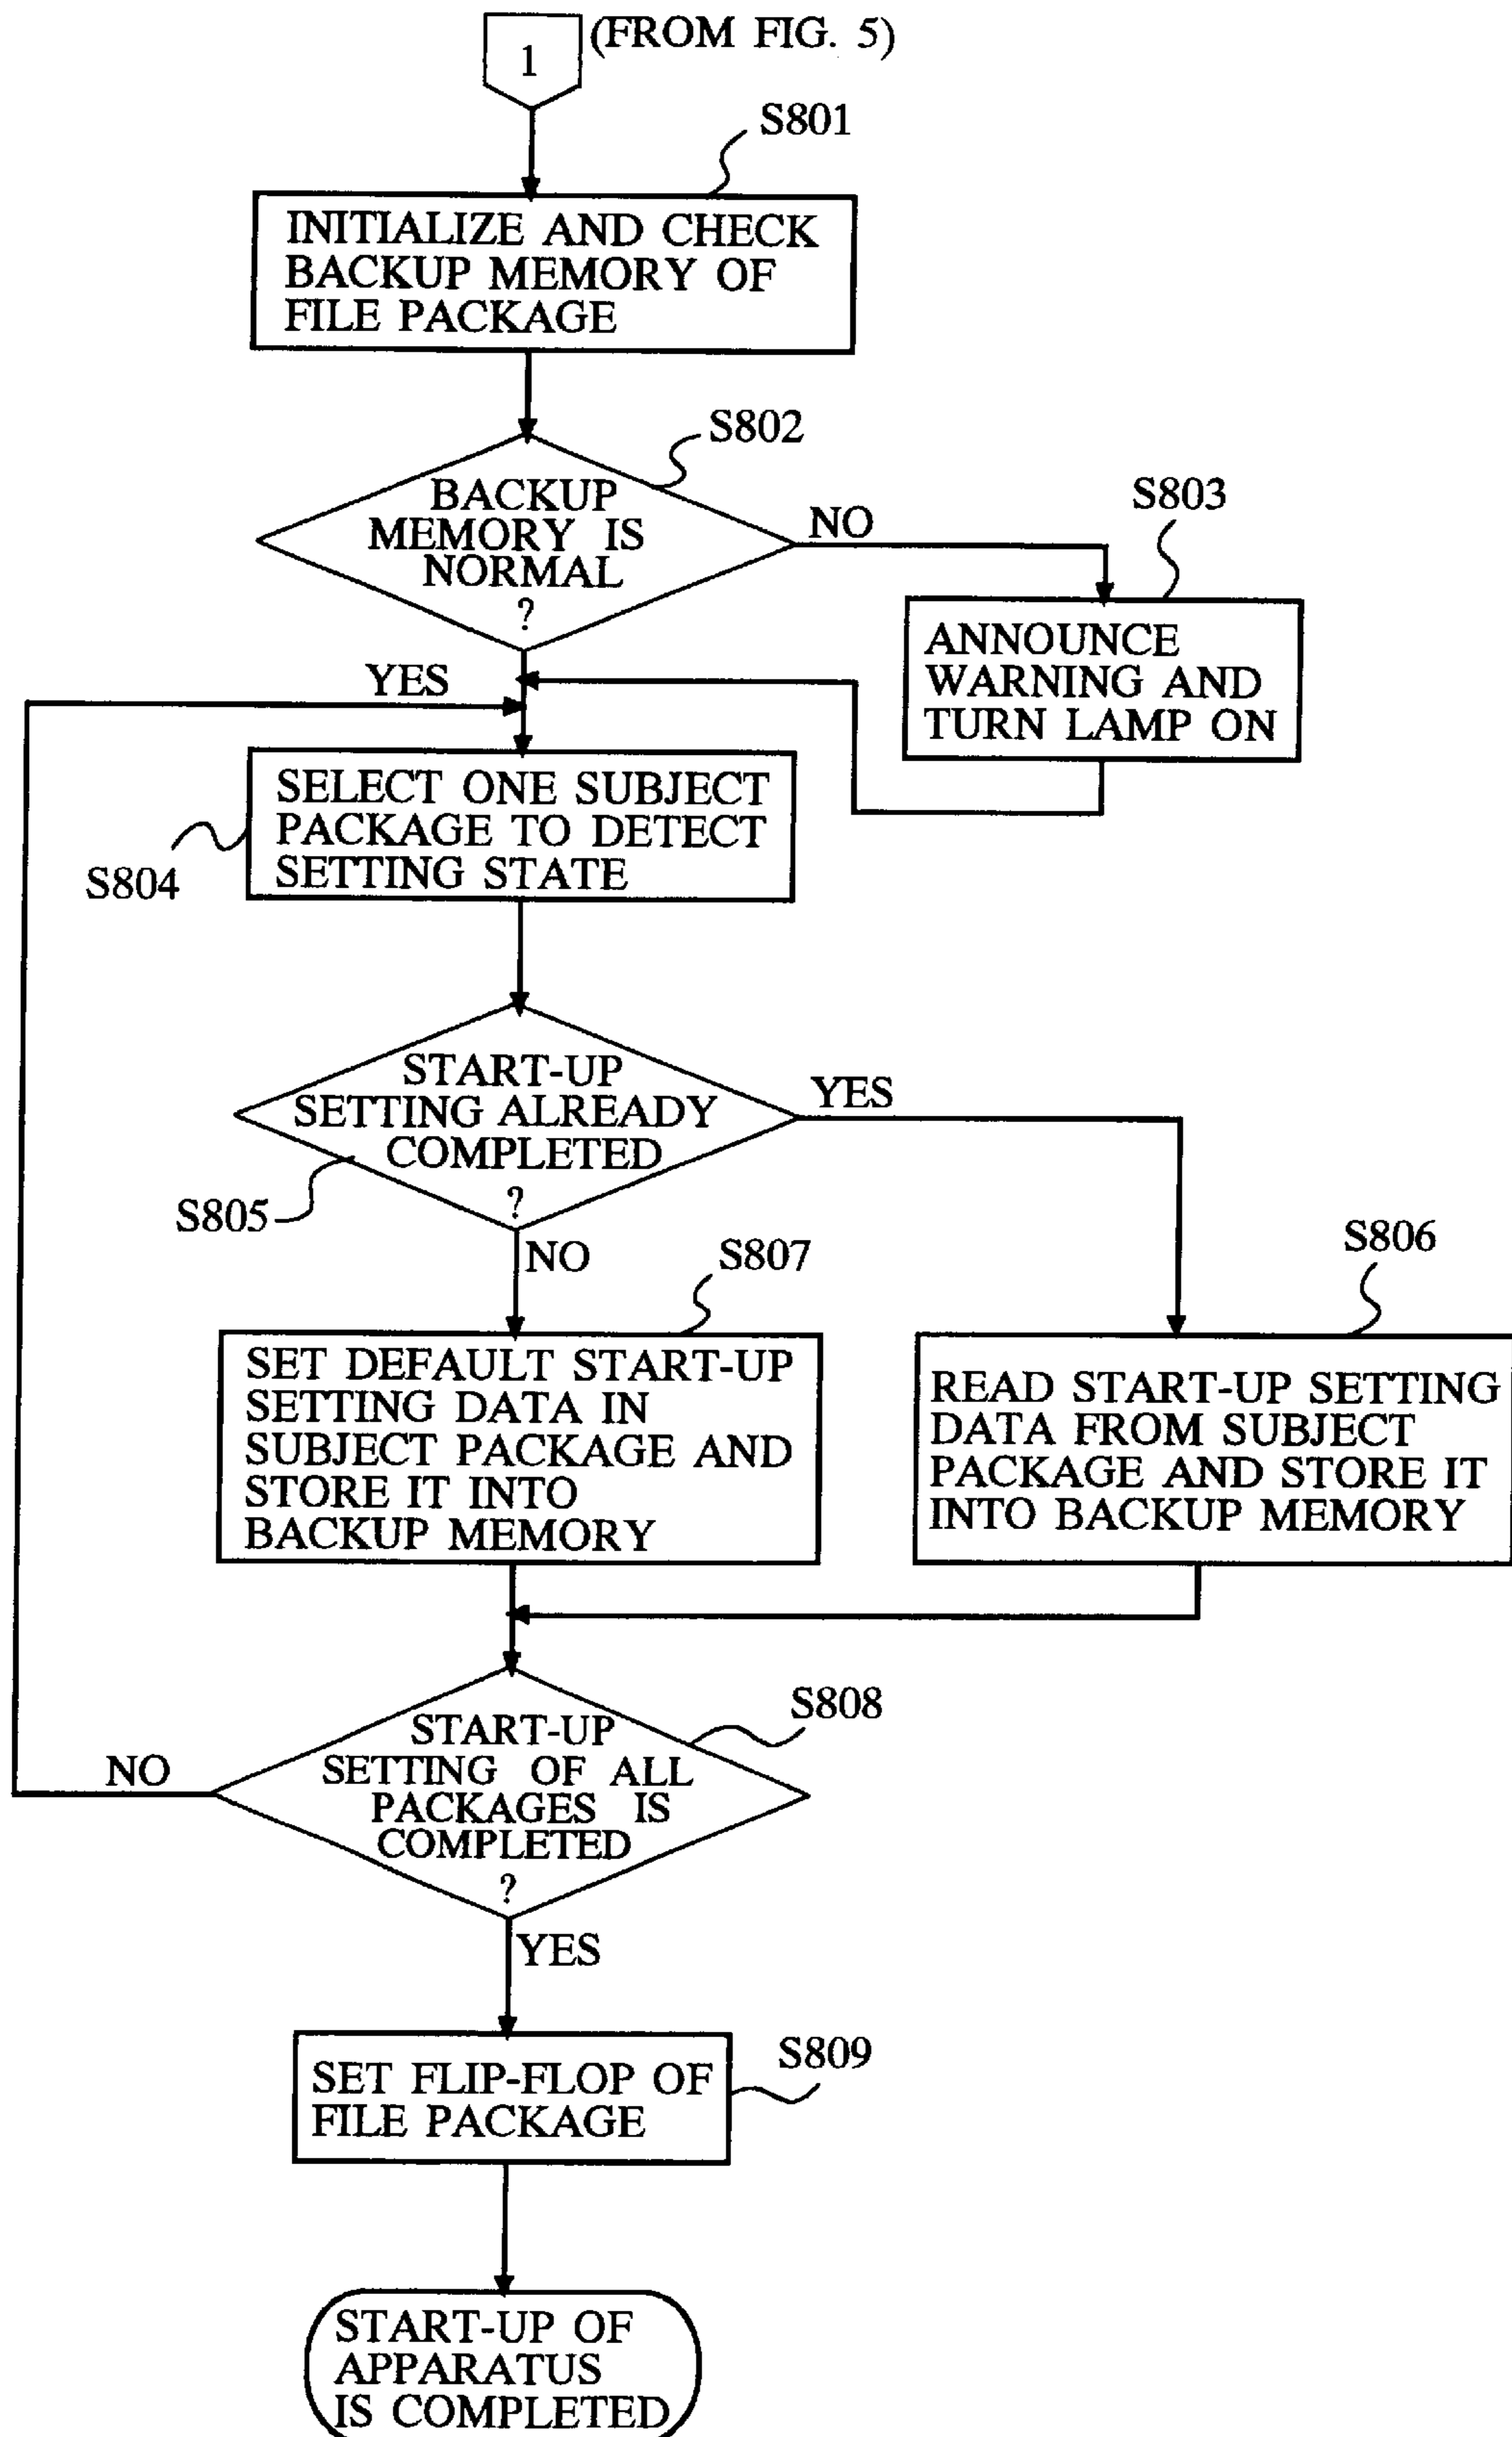 (FROM FIG. 5)
1
S801
INITIALIZE AND CHECK
BACKUP MEMORY OF
FILE PACKAGE
S802
BACKUP
MEMORY IS
NORMAL
?
NO
S803
ANNOUNCE
WARNING AND
TURN LAMP ON
YES
SELECT ONE SUBJECT
PACKAGE TO DETECT
SETTING STATE
S804
START-UP
SETTING ALREADY
COMPLETED
?
YES
S805
NO
S807
S806
SET DEFAULT START-UP
SETTING DATA IN
SUBJECT PACKAGE AND
STORE IT INTO
BACKUP MEMORY
READ START-UP SETTING
DATA FROM SUBJECT
PACKAGE AND STORE IT
INTO BACKUP MEMORY
S808
START-UP
SETTING OF ALL
PACKAGES IS
COMPLETED
?
NO
YES
S809
SET FLIP-FLOP OF
FILE PACKAGE
START-UP OF
APPARATUS
IS COMPLETED